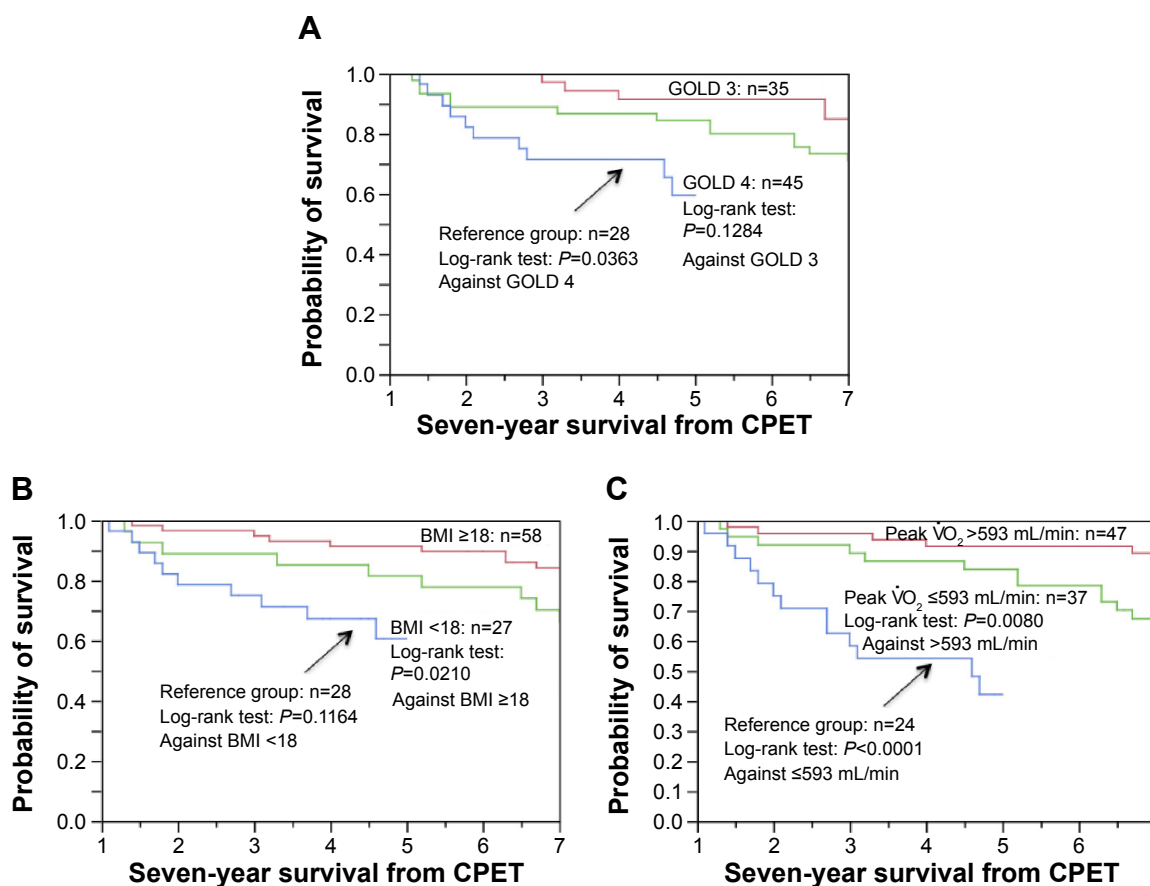 A
Probability of survival
1.0
0.8
0.6
0.4
0.2
0.0
GOLD 3: n=35
GOLD 4: n=45
Log-rank test:
P=0.1284
Against GOLD 3
Reference group: n=28
Log-rank test: P=0.0363
Against GOLD 4
1 2 3 4 5 6 7
Seven-year survival from CPET
B
Probability of survival
1.0
0.8
0.6
0.4
0.2
0.0
BMI ≥18: n=58
BMI <18: n=27
Log-rank test:
P=0.0210
Against BMI ≥18
Reference group: n=28
Log-rank test: P=0.1164
Against BMI <18
1 2 3 4 5 6 7
Seven-year survival from CPET
C
Probability of survival
1.0
0.9
0.8
0.7
0.6
0.5
0.4
0.3
0.2
0.1
0.0
Peak V̇O₂ >593 mL/min: n=47
Peak V̇O₂ ≤593 mL/min: n=37
Log-rank test: P=0.0080
Against >593 mL/min
Reference group: n=24
Log-rank test: P<0.0001
Against ≤593 mL/min
1 2 3 4 5 6
Seven-year survival from CPET